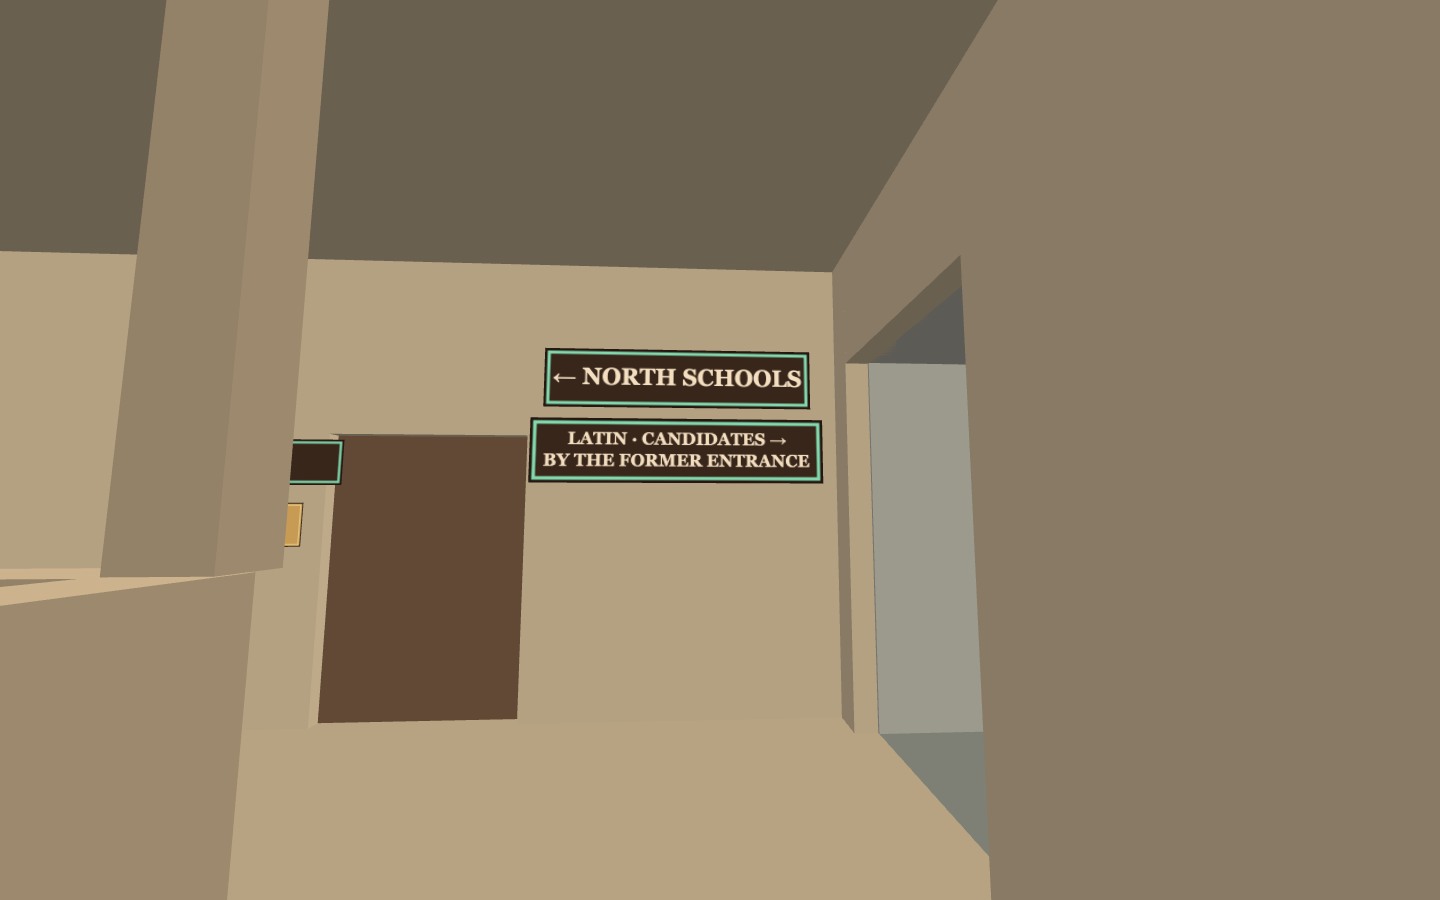 ← NORTH SCHOOLS
LATIN · CANDIDATES →
BY THE FORMER ENTRANCE